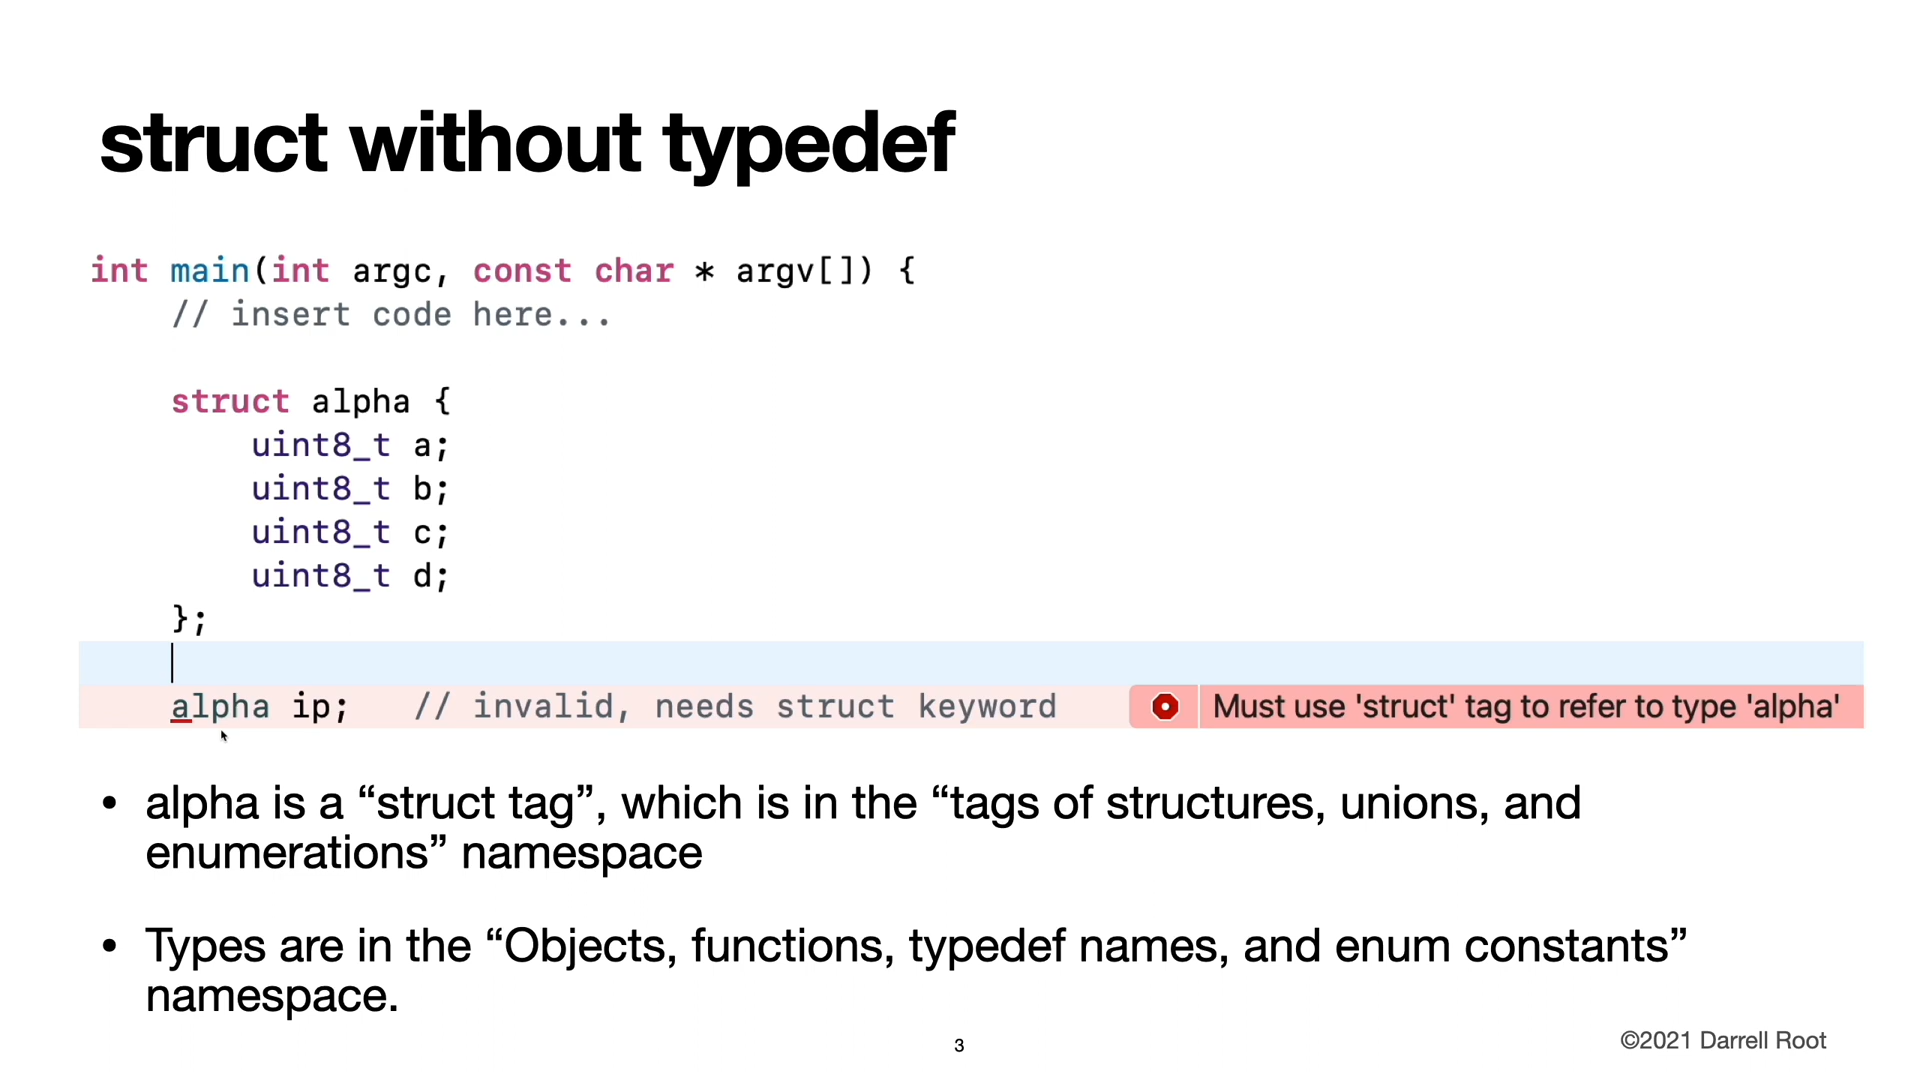 struct without typedef
int main(int argc, const char * argv[]) {
// insert code here...
struct alpha {
uint8_t a;
uint8_t b;
uint8_t c;
uint8_t d;
};
alpha ip; // invalid, needs struct keyword Must use 'struct' tag to refer to type 'alpha'
• alpha is a “struct tag”, which is in the “tags of structures, unions, and
enumerations” namespace
• Types are in the “Objects, functions, typedef names, and enum constants”
namespace.
3
©2021 Darrell Root